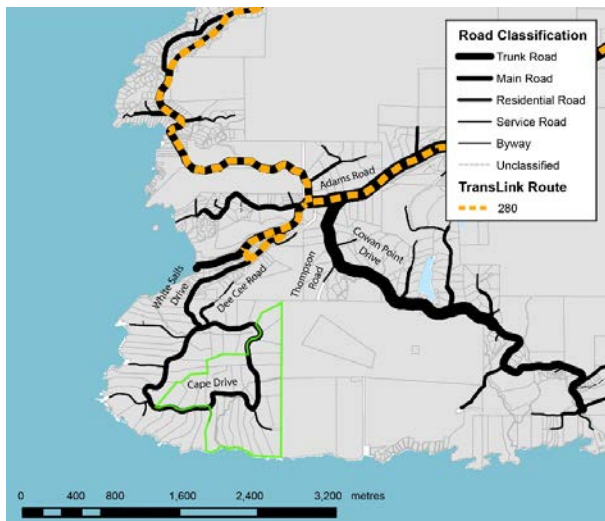 Road Classification
Trunk Road
Main Road
Residential Road
Service Road
Byway
Unclassified
TransLink Route
280
Adams Road
Cowan Point
Drive
Thompson
Road
White Sails
Drive
Dee Cee Road
Cape Drive
0 400 800 1,600 2,400 3,200 metres